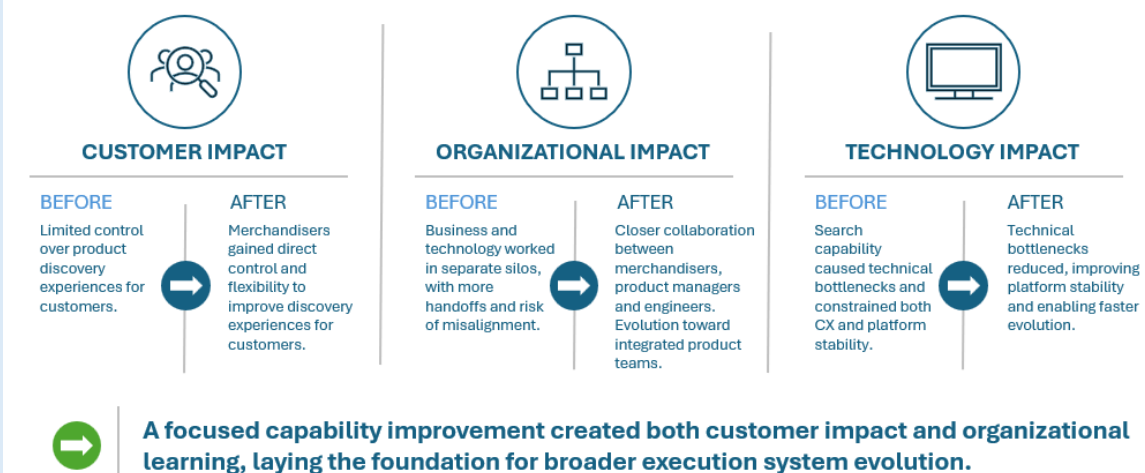 CUSTOMER IMPACT
BEFORE
Limited control
over product
discovery
experiences for
customers.
AFTER
Merchandisers
gained direct
control and
flexibility to
improve discovery
experiences for
customers.
ORGANIZATIONAL IMPACT
BEFORE
Business and
technology worked
in separate silos,
with more
handoffs and risk
of misalignment.
AFTER
Closer collaboration
between
merchandisers,
product managers
and engineers.
Evolution toward
integrated product
teams.
TECHNOLOGY IMPACT
BEFORE
Search
capability
caused technical
bottlenecks and
constrained both
CX and platform
stability.
AFTER
Technical
bottlenecks
reduced, improving
platform stability
and enabling faster
evolution.
A focused capability improvement created both customer impact and organizational
learning, laying the foundation for broader execution system evolution.